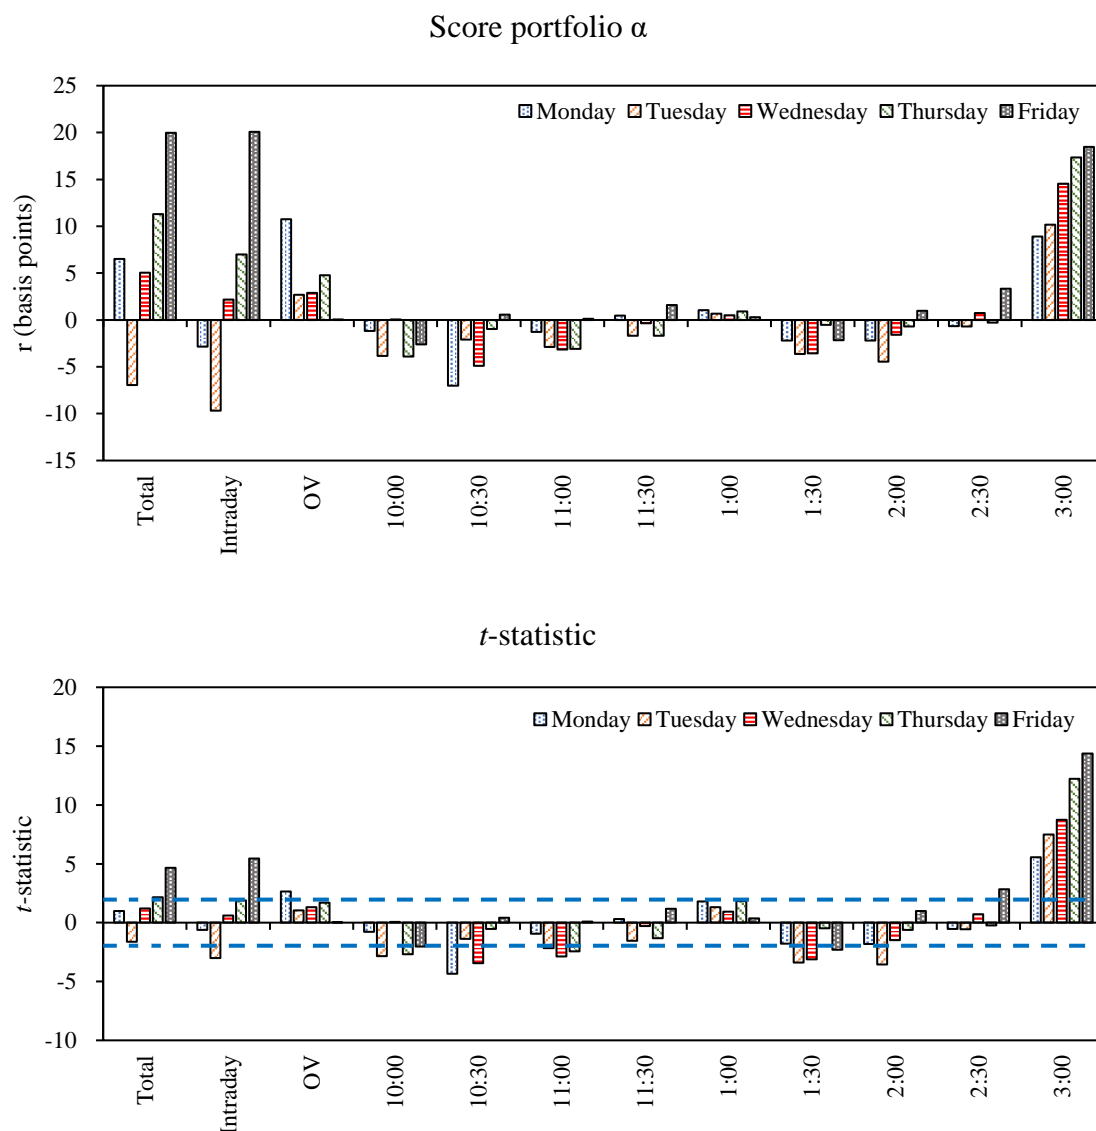 Score portfolio α
25
20
15
10
5
0
-5
-10
-15
r (basis points)
Monday Tuesday Wednesday Thursday Friday
Total
Intraday
OV
10:00
10:30
11:00
11:30
1:00
1:30
2:00
2:30
3:00
t-statistic
20
15
10
5
0
-5
-10
t-statistic
Monday Tuesday Wednesday Thursday Friday
Total
Intraday
OV
10:00
10:30
11:00
11:30
1:00
1:30
2:00
2:30
3:00